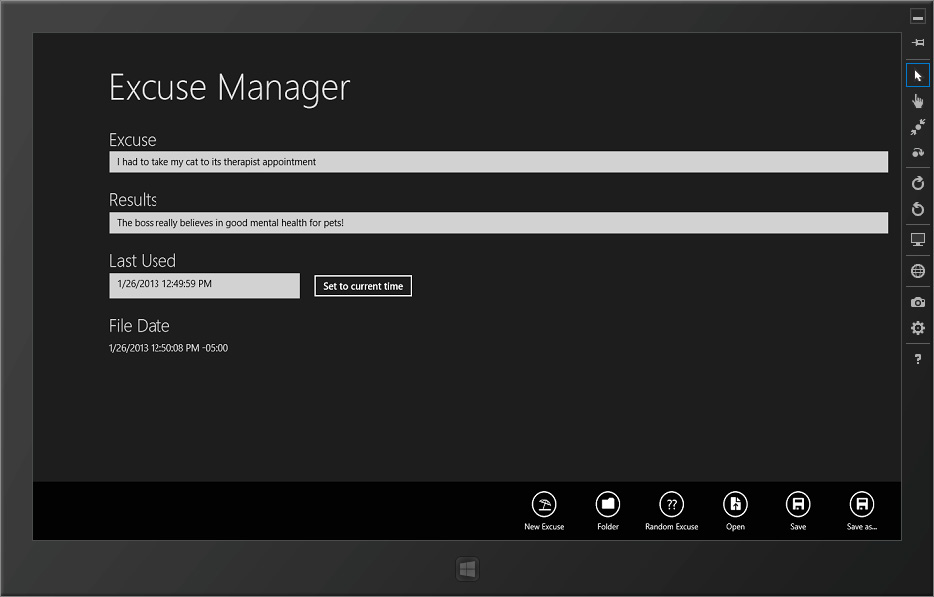 Excuse Manager
Excuse
I had to take my cat to its therapist appointment
Results
The boss really believes in good mental health for pets!
Last Used
1/26/2013 12:49:59 PM
Set to current time
File Date
1/26/2013 12:50:08 PM -05:00
??
New Excuse
Folder
Random Excuse
Open
Save
Save as...
?